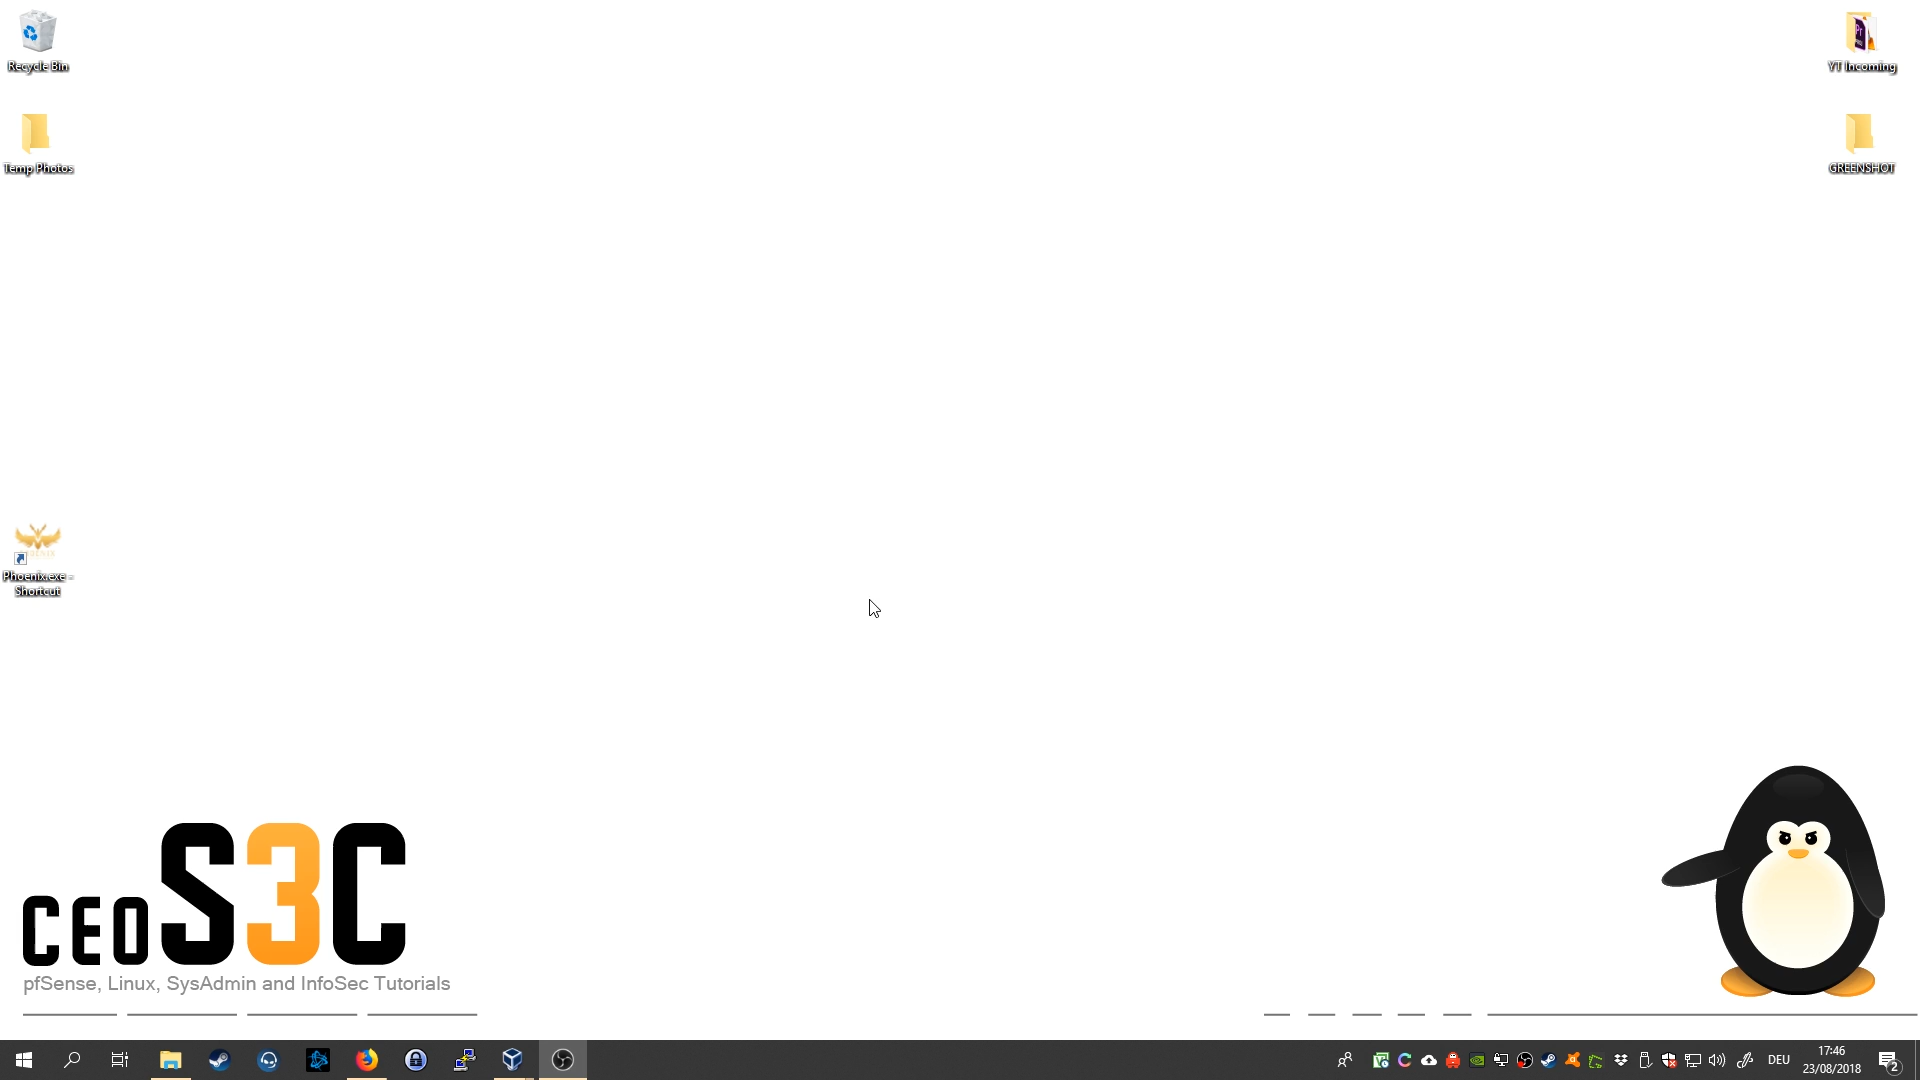 Recycle Bin
Temp Photos
YT Incoming
GREENSHOT
Phoenix.exe -
Shortcut
CEOS3C
pfSense, Linux, SysAdmin and InfoSec Tutorials
DEU
17:46
23/08/2018
2